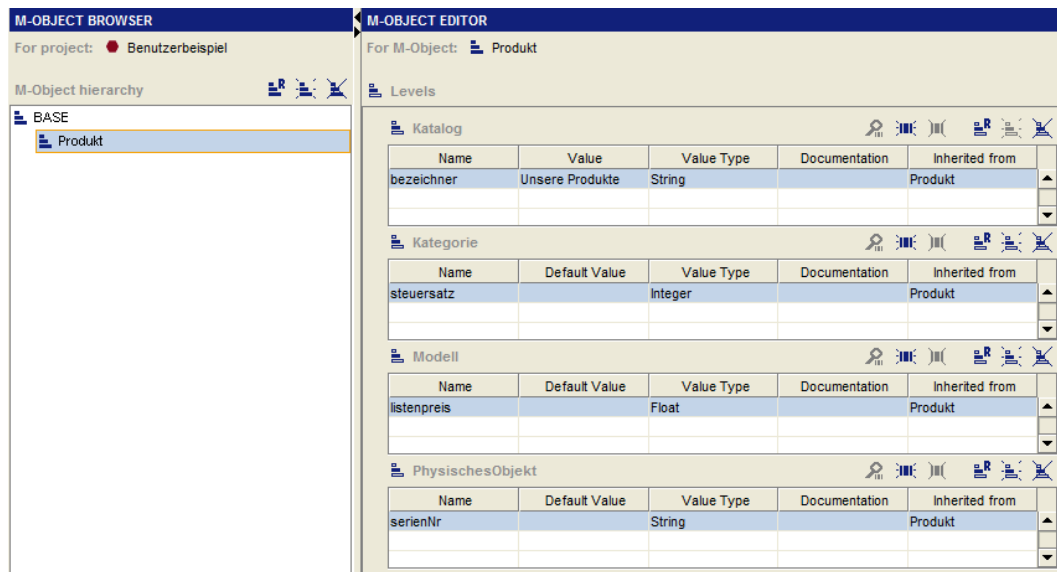 M-OBJECT BROWSER
For project: Benutzerbeispiel
M-Object hierarchy
R
BASE
Produkt
M-OBJECT EDITOR
For M-Object: Produkt
Levels
Katalog
R
Name Value Value Type Documentation Inherited from
bezeichner Unsere Produkte String Produkt
Kategorie
R
Name Default Value Value Type Documentation Inherited from
steuersatz Integer Produkt
Modell
R
Name Default Value Value Type Documentation Inherited from
listenpreis Float Produkt
PhysischesObjekt
R
Name Default Value Value Type Documentation Inherited from
serienNr String Produkt